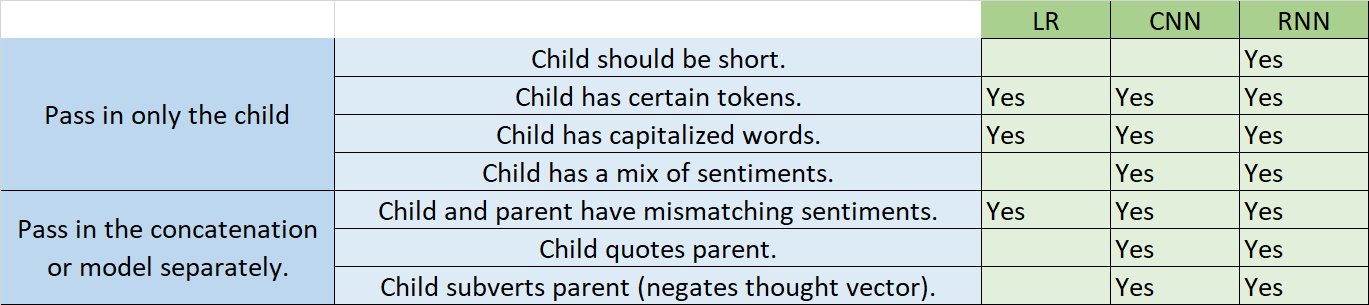 LR CNN RNN
Pass in only the child
Child should be short. Yes
Child has certain tokens. Yes Yes Yes
Child has capitalized words. Yes Yes Yes
Child has a mix of sentiments. Yes Yes
Pass in the concatenation
or model separately.
Child and parent have mismatching sentiments. Yes Yes Yes
Child quotes parent. Yes Yes
Child subverts parent (negates thought vector). Yes Yes